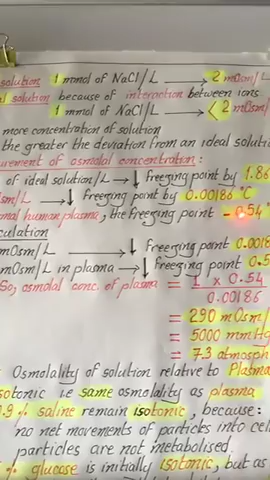 solution 1 mmol of NaCl/L → 2 mOsm/L
al solution because of interaction between ions
1 mmol of NaCl/L → < 2 mOsm/
more concentration of solution
the greater the deviation from an ideal solutio
urement of osmolal concentration:
of ideal solution/L → ↓ freezing point by 1.86
sm/L → ↓ freezing point by 0.00186 °C
mal human plasma, the freezing point - 0.54 °
culation
mOsm/L → ↓ freezing point 0.0018
mOsm/L in plasma → ↓ freezing point 0.5
So, osmolal conc. of plasma = 1 x 0.54 / 0.00186
= 290 mOsm/
= 5000 mmHg
= 7.3 atmosph
Osmolality of solution relative to Plasma
sotonic i.e same osmolality as plasma
.9 % saline remain isotonic, because:
no net movements of particles into cel
particles are not metabolised.
% glucose is initially isotonic, but as